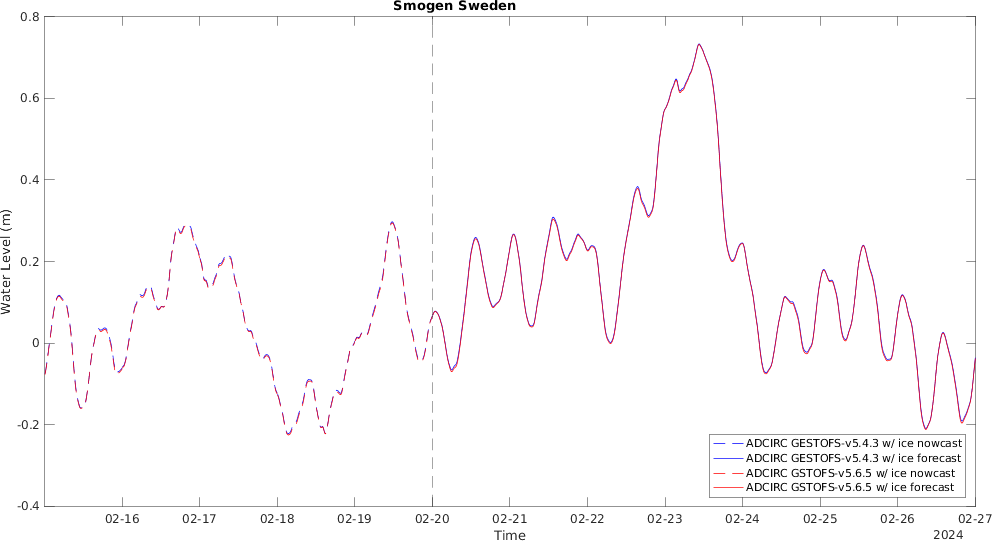 Smogen Sweden
0.8
0.6
0.4
0.2
0
-0.2
-0.4
Water Level (m)
02-16 02-17 02-18 02-19 02-20 02-21 02-22 02-23 02-24 02-25 02-26 02-27
Time
2024
ADCIRC GESTOFS-v5.4.3 w/ ice nowcast
ADCIRC GESTOFS-v5.4.3 w/ ice forecast
ADCIRC GSTOFS-v5.6.5 w/ ice nowcast
ADCIRC GSTOFS-v5.6.5 w/ ice forecast